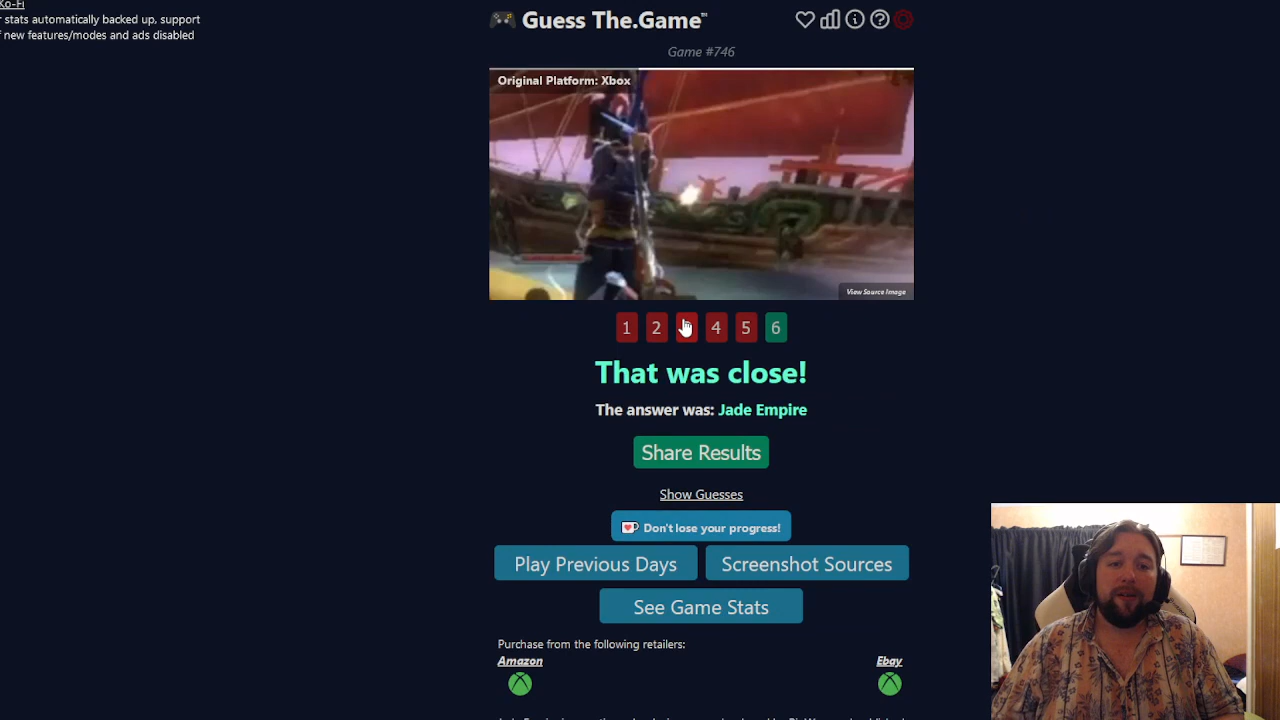 Ko-Fi
r stats automatically backed up, support
f new features/modes and ads disabled
Guess The.Game™
Game #746
Original Platform: Xbox
View Source Image
1 2 4 5 6
That was close!
The answer was: Jade Empire
Share Results
Show Guesses
Don't lose your progress!
Play Previous Days
Screenshot Sources
See Game Stats
Purchase from the following retailers:
Amazon
Ebay